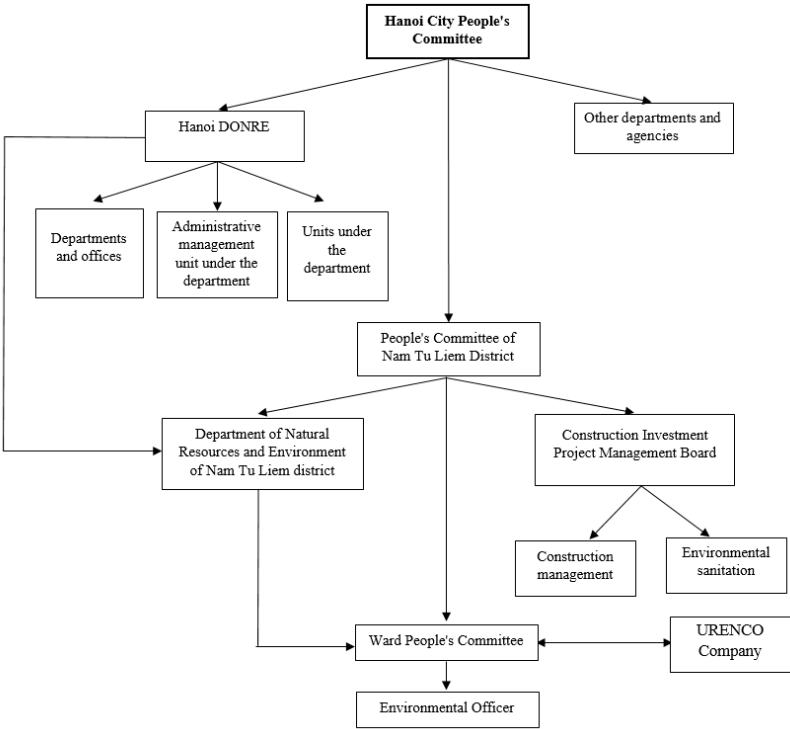 Hanoi City People's
Committee
Hanoi DONRE
Other departments and
agencies
Departments
and offices
Administrative
management
unit under the
department
Units under
the
department
People's Committee of
Nam Tu Liem District
Department of Natural
Resources and Environment
of Nam Tu Liem district
Construction Investment
Project Management Board
Construction
management
Environmental
sanitation
Ward People's Committee
URENCO
Company
Environmental Officer